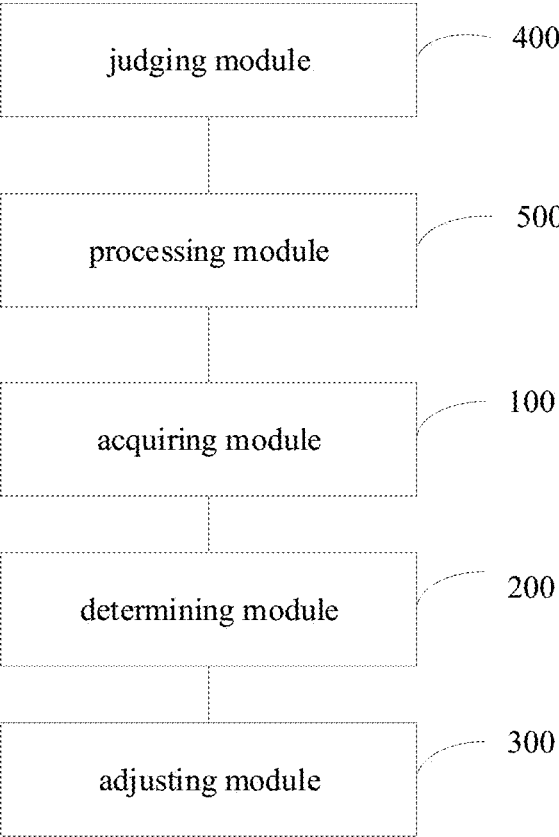 judging module 400
processing module 500
acquiring module 100
determining module 200
adjusting module 300